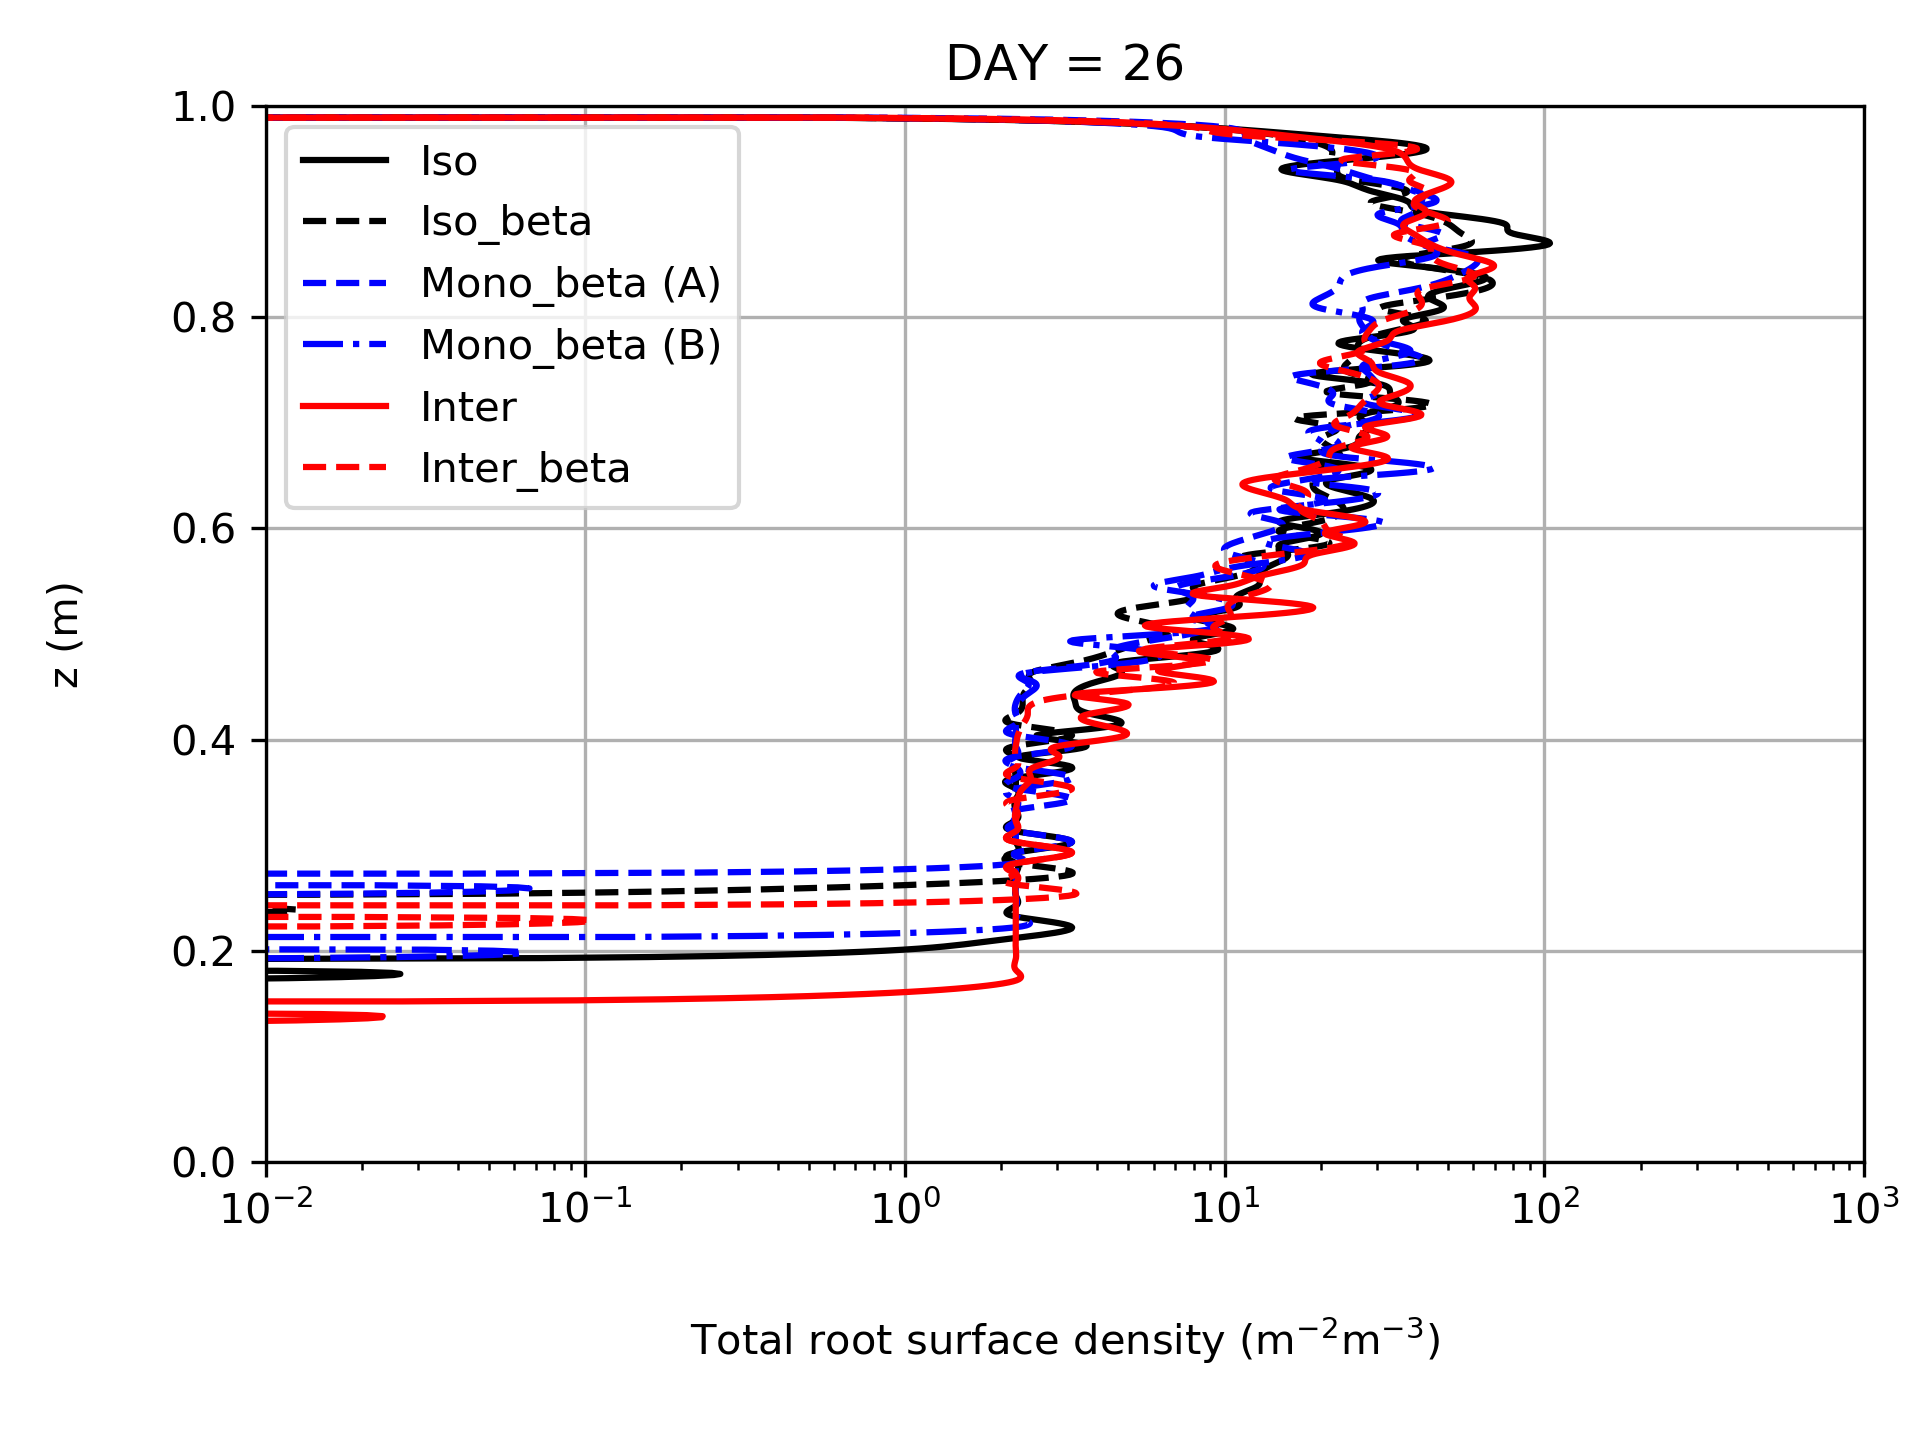 DAY = 26
1.0
0.8
0.6
0.4
0.2
0.0
z (m)
Iso
Iso_beta
Mono_beta (A)
Mono_beta (B)
Inter
Inter_beta
10⁻² 10⁻¹ 10⁰ 10¹ 10² 10³
Total root surface density (m⁻²m⁻³)